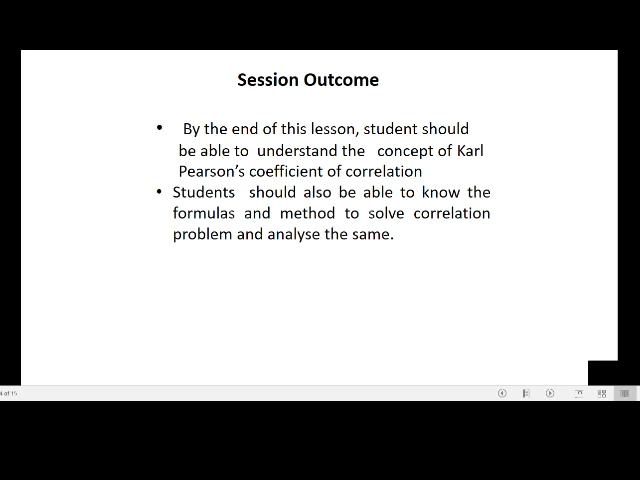 Session Outcome
• By the end of this lesson, student should
be able to understand the concept of Karl
Pearson's coefficient of correlation
• Students should also be able to know the
formulas and method to solve correlation
problem and analyse the same.
of 15